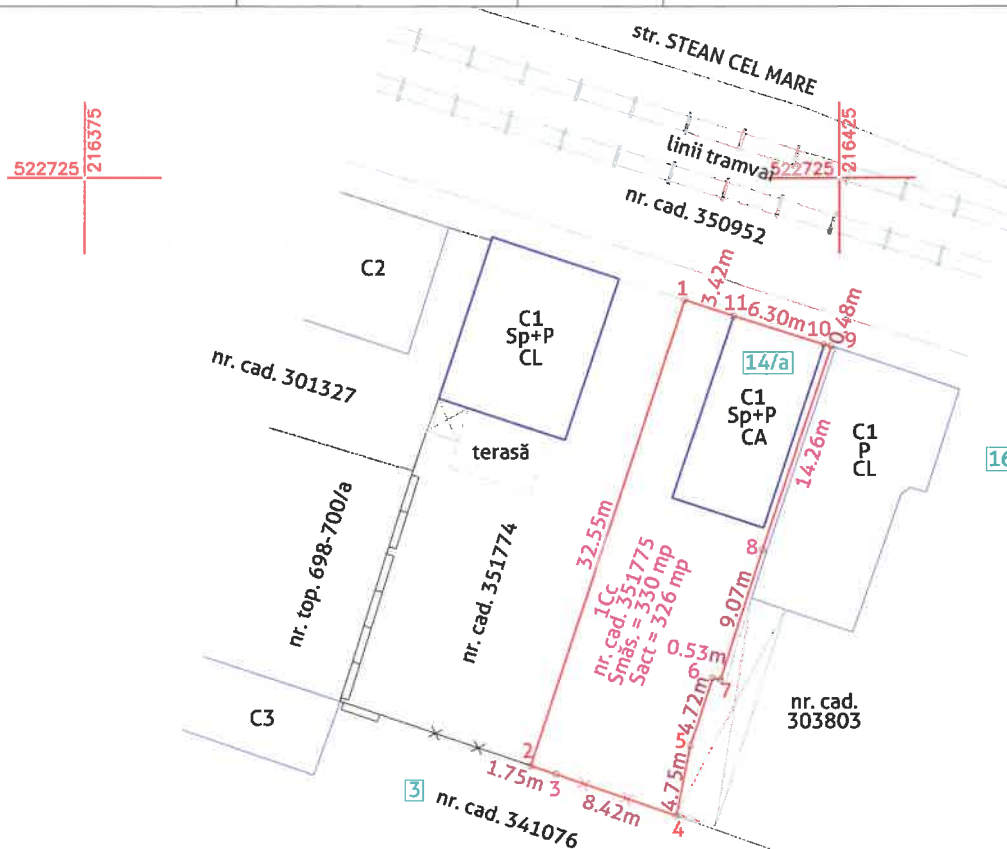 str. STEAN CEL MARE
216375
522725
216425
522725
linii tramvai
nr. cad. 350952
C2
C1
Sp+P
CL
nr. cad. 301327
terasă
1
3.42m
11
6.30m
10
0.48m
9
14/a
C1
Sp+P
CA
14.26m
C1
P
CL
16
32.55m
nr. top. 698-700/a
nr. cad. 351774
1Cc
nr. cad. 351775
Smăs. = 330 mp
Sact = 326 mp
8
9.07m
0.53m
6
7
4.72m
5
4.75m
nr. cad.
303803
C3
2
1.75m
3
8.42m
4
3
nr. cad. 341076